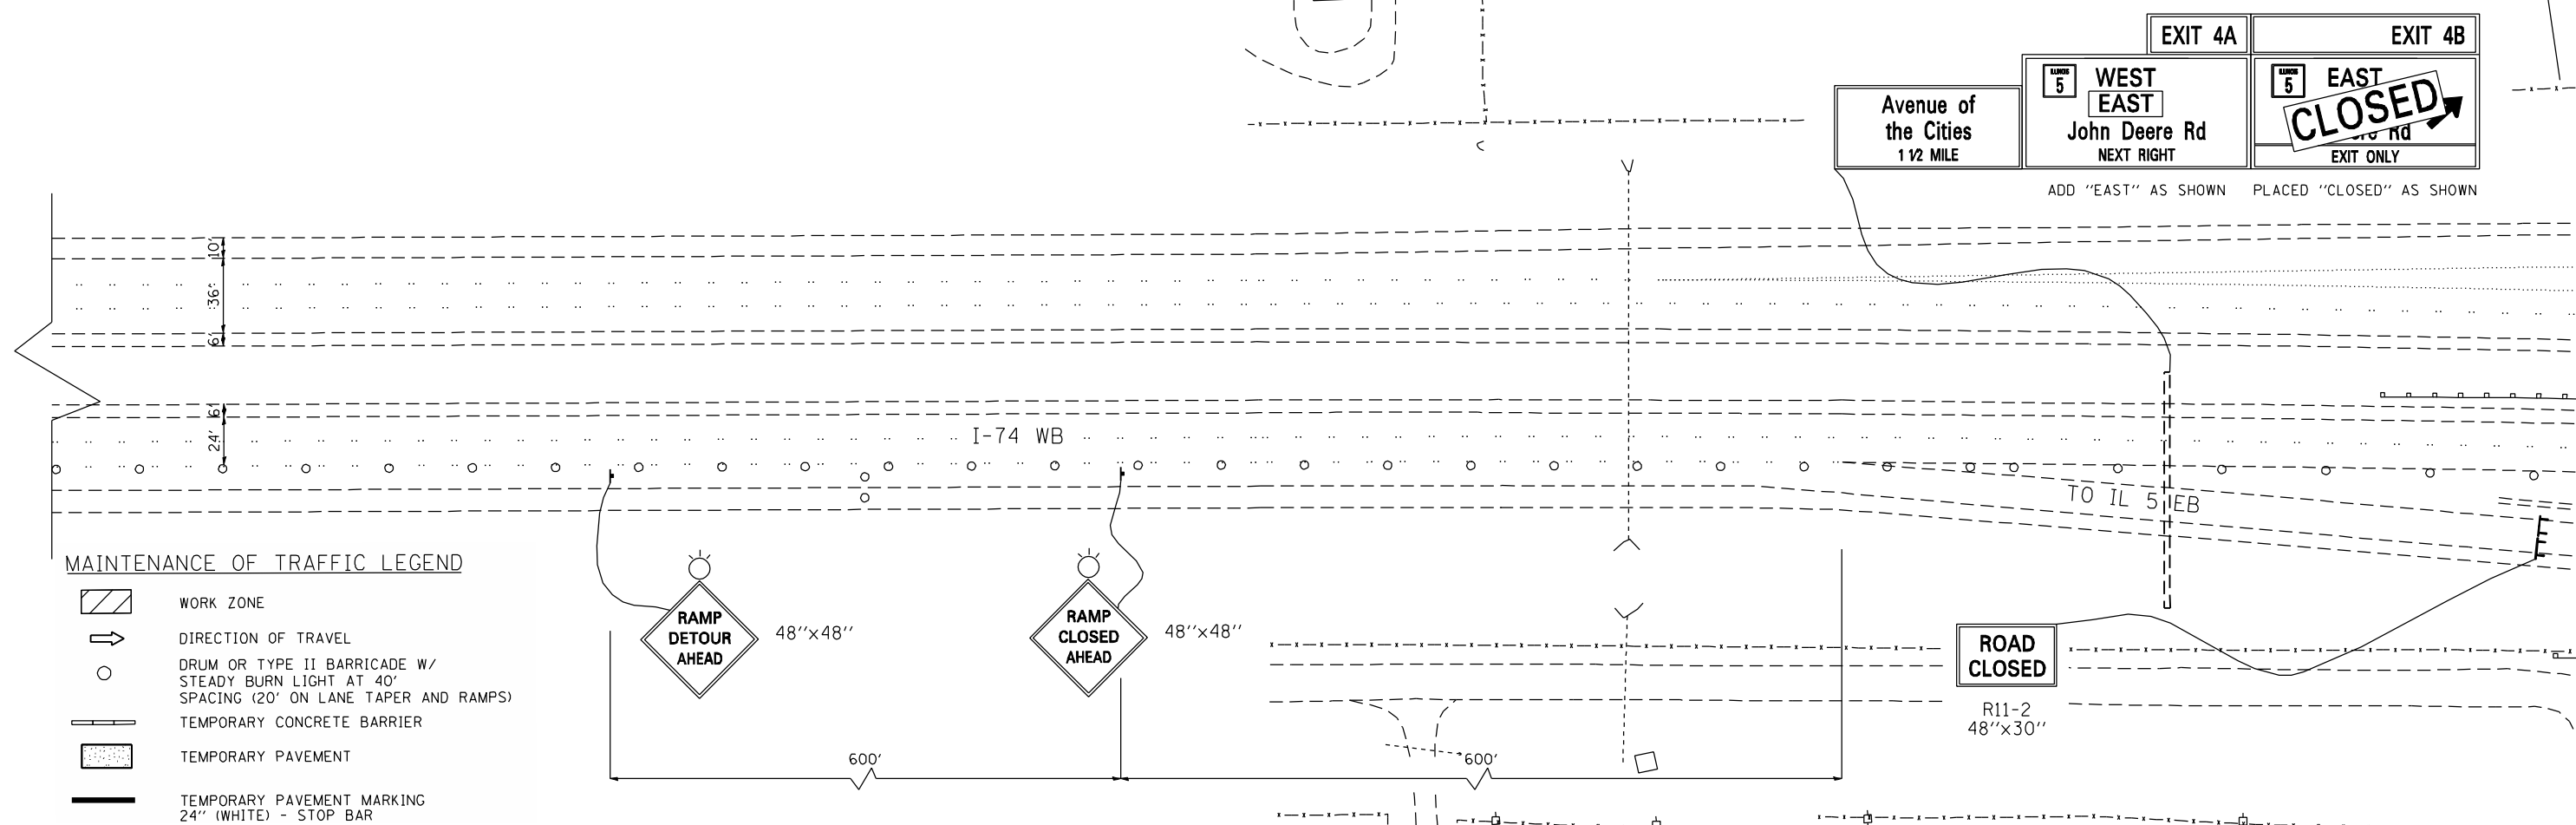 EXIT 4A
EXIT 4B
Avenue of
the Cities
1 1/2 MILE
ILLINOIS
5
WEST
EAST
John Deere Rd
NEXT RIGHT
ILLINOIS
5
EAST
CLOSED
Rd
EXIT ONLY
ADD "EAST" AS SHOWN
PLACED "CLOSED" AS SHOWN
10'
36'
6'
6'
24'
I-74 WB
TO IL 5 EB
MAINTENANCE OF TRAFFIC LEGEND
WORK ZONE
DIRECTION OF TRAVEL
DRUM OR TYPE II BARRICADE W/
STEADY BURN LIGHT AT 40'
SPACING (20' ON LANE TAPER AND RAMPS)
TEMPORARY CONCRETE BARRIER
TEMPORARY PAVEMENT
TEMPORARY PAVEMENT MARKING
24" (WHITE) - STOP BAR
RAMP
DETOUR
AHEAD
48"x48"
RAMP
CLOSED
AHEAD
48"x48"
ROAD
CLOSED
R11-2
48"x30"
600'
600'